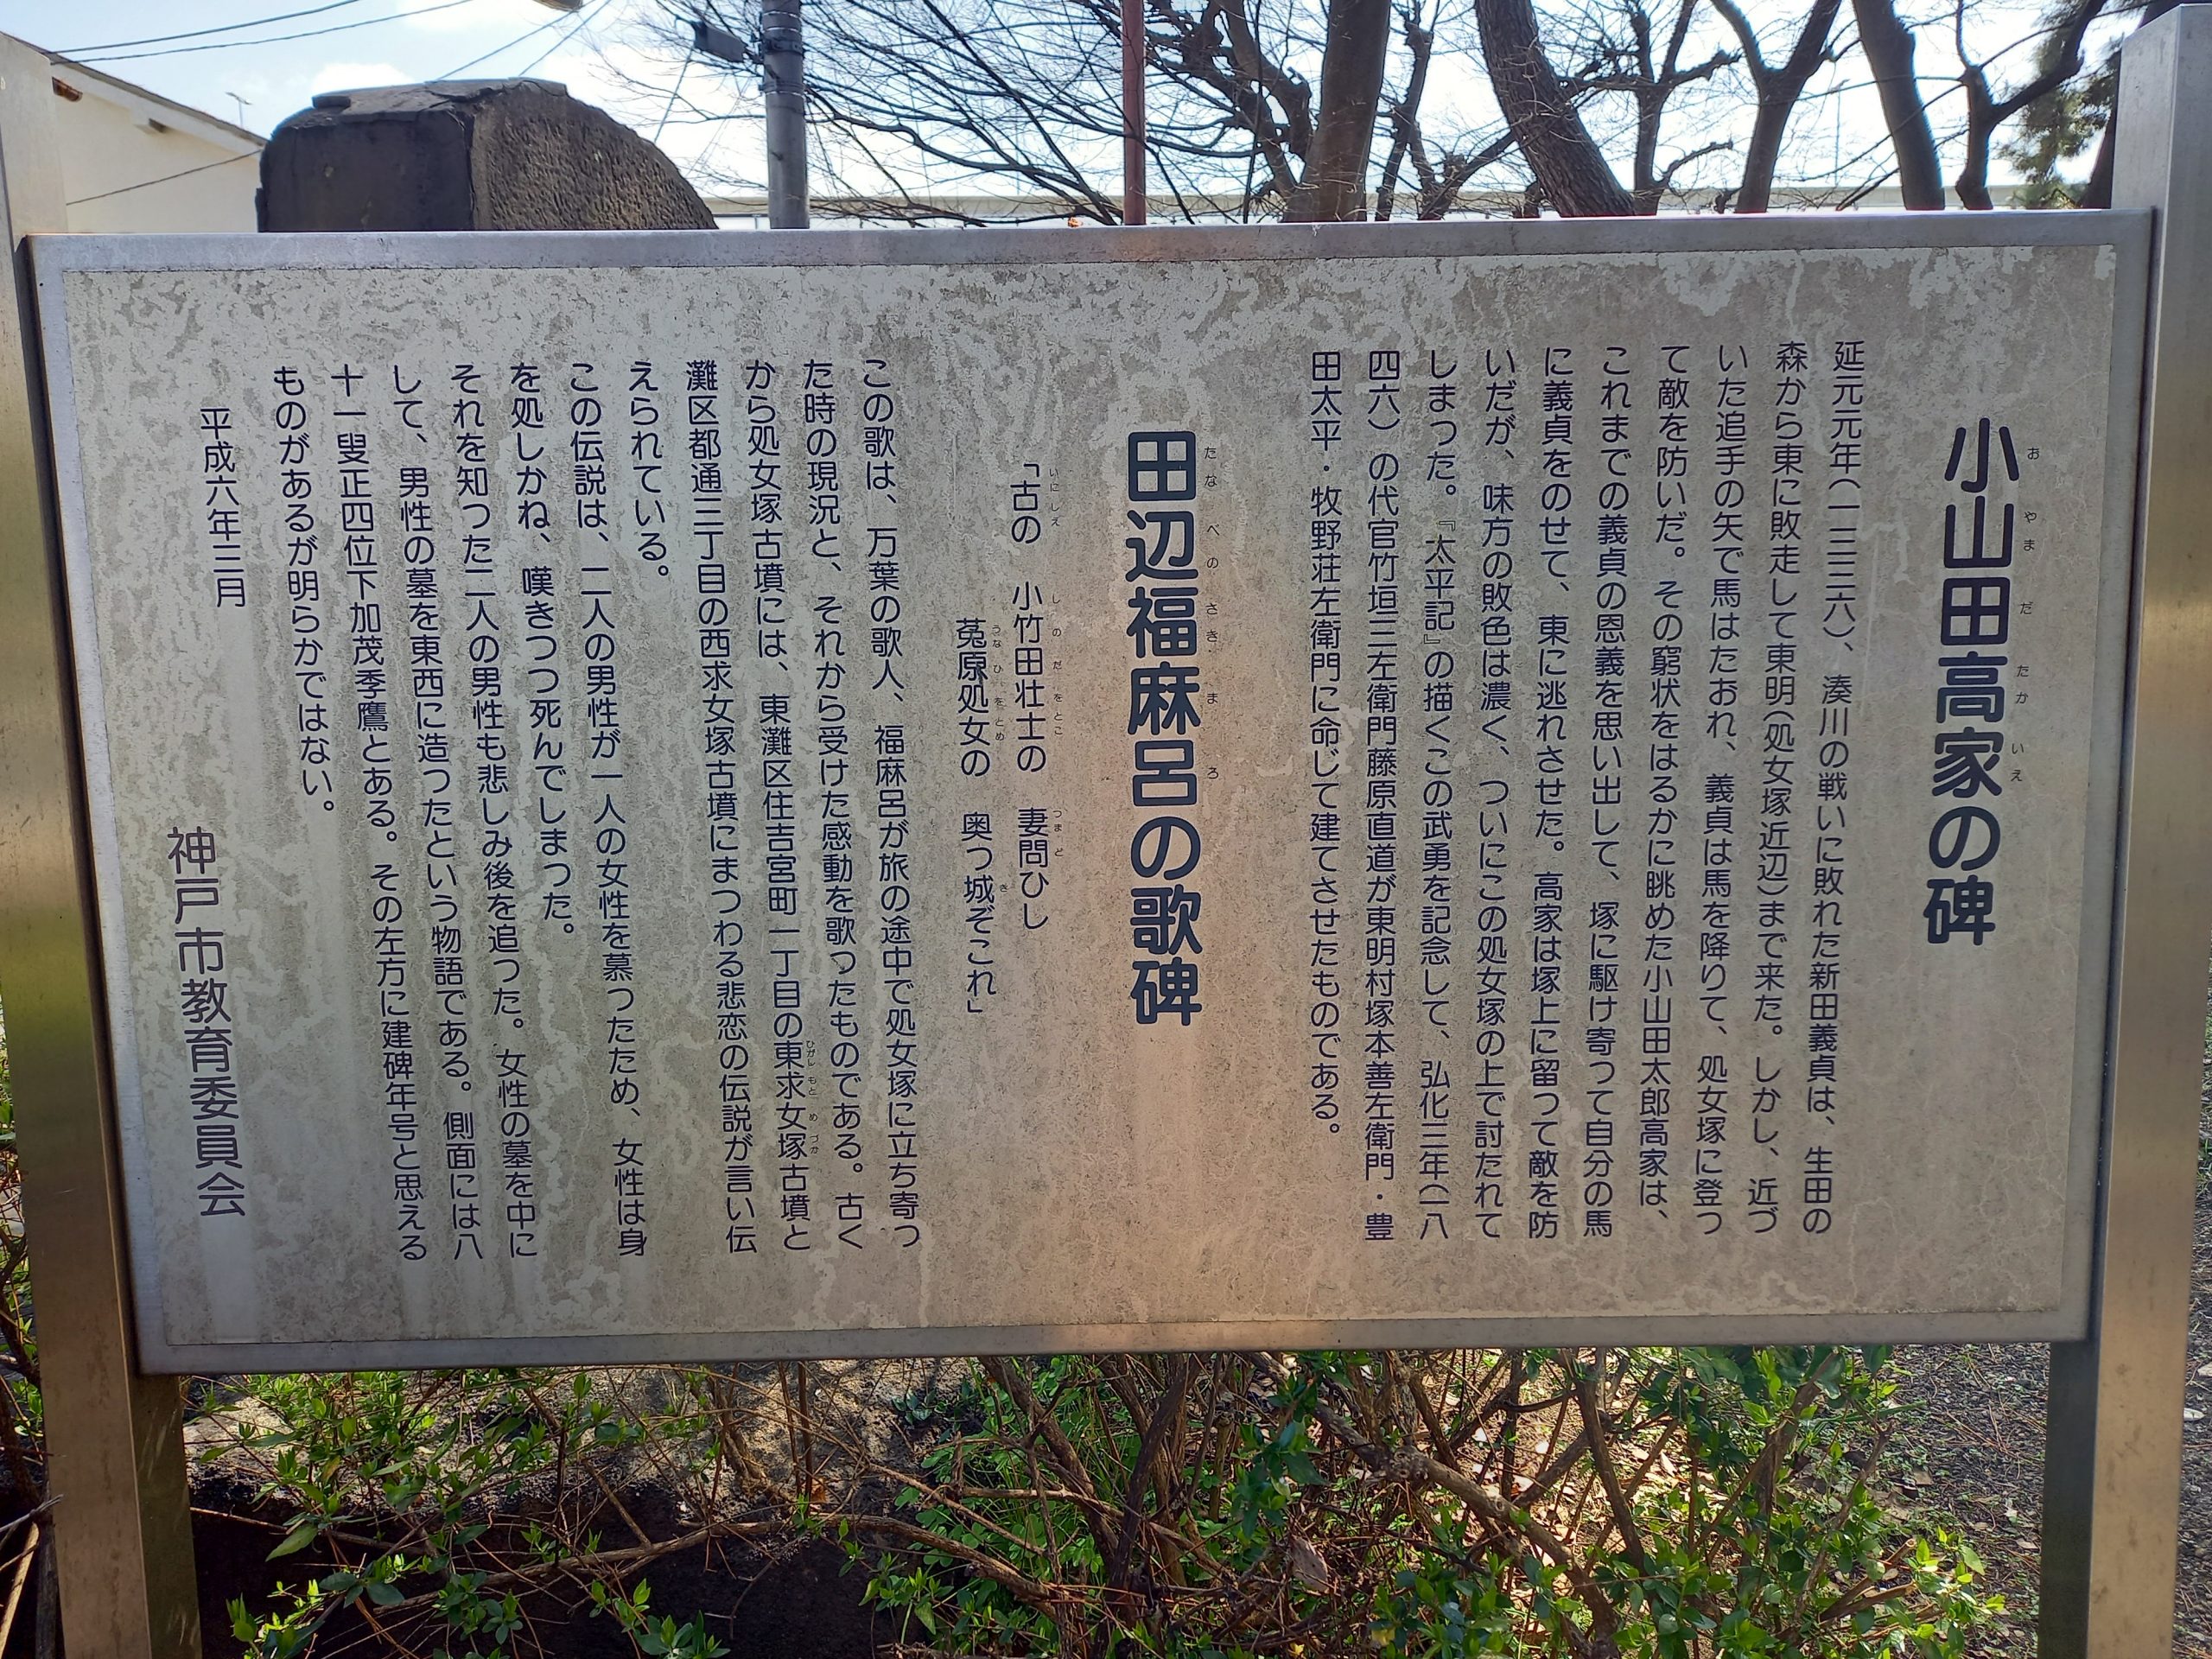 小山田高家の碑
延元元年(一三三六)、湊川の戦いに敗れた新田義貞は、生田の
森から東に敗走して東明(処女塚近辺)まで来た。しかし、近づ
いた追手の矢で馬はたおれ、義貞は馬を降りて、処女塚に登っ
て敵を防いだ。その窮状をはるかに眺めた小山田太郎高家は、
これまでの義貞の恩義を思い出して、塚に駆け寄って自分の馬
に義貞をのせて、東に逃れさせた。高家は塚上に留って敵を防
いだが、味方の敗色は濃く、ついにこの処女塚の上で討たれて
しまった。『太平記』の描くこの武勇を記念して、弘化三年(一八
四六)の代官竹垣三左衛門藤原直道が東明村塚本善左衛門・豊
田太平・牧野荘左衛門に命じて建てさせたものである。
田辺福麻呂の歌碑
「古の 小竹田壮士の 妻問ひし
菟原処女の 奥つ城ぞこれ」
この歌は、万葉の歌人、福麻呂が旅の途中で処女塚に立ち寄っ
た時の現況と、それから受けた感動を歌ったものである。古く
から処女塚古墳には、東灘区住吉宮町一丁目の東求女塚古墳と
灘区都通三丁目の西求女塚古墳にまつわる悲恋の伝説が言い伝
えられている。
この伝説は、二人の男性が一人の女性を慕ったため、女性は身
を処しかね、嘆きつつ死んでしまった。
それを知った二人の男性も悲しみ後を追った。女性の墓を中に
して、男性の墓を東西に造ったという物語である。側面には八
十一叟正四位下加茂季鷹とある。その左方に建碑年号と思える
ものがあるが明らかではない。
平成六年三月
神戸市教育委員会